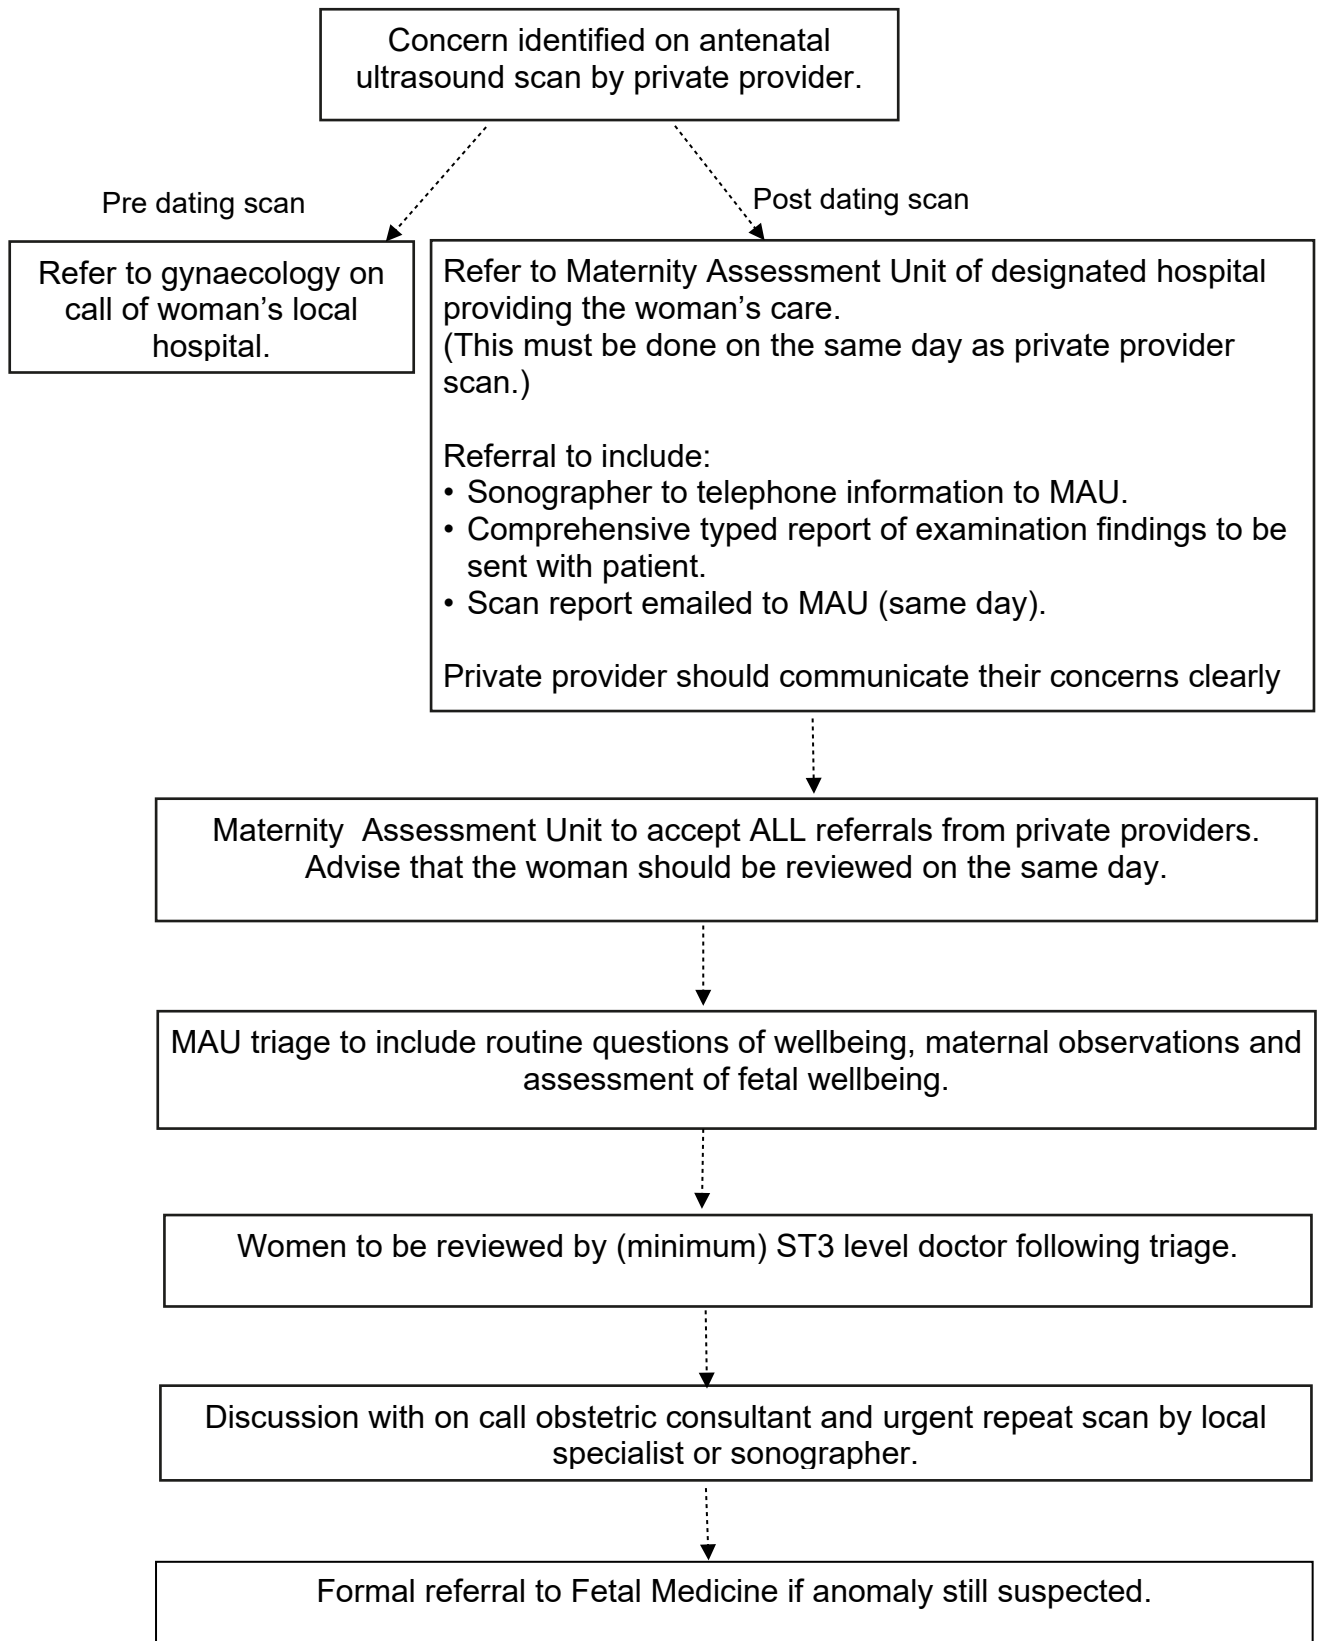 Concern identified on antenatal
ultrasound scan by private provider.
Pre dating scan
Post dating scan
Refer to gynaecology on
call of woman’s local
hospital.
Refer to Maternity Assessment Unit of designated hospital
providing the woman’s care.
(This must be done on the same day as private provider
scan.)
Referral to include:
• Sonographer to telephone information to MAU.
• Comprehensive typed report of examination findings to be
sent with patient.
• Scan report emailed to MAU (same day).
Private provider should communicate their concerns clearly
Maternity  Assessment Unit to accept ALL referrals from private providers.
Advise that the woman should be reviewed on the same day.
MAU triage to include routine questions of wellbeing, maternal observations and
assessment of fetal wellbeing.
Women to be reviewed by (minimum) ST3 level doctor following triage.
Discussion with on call obstetric consultant and urgent repeat scan by local
specialist or sonographer.
Formal referral to Fetal Medicine if anomaly still suspected.